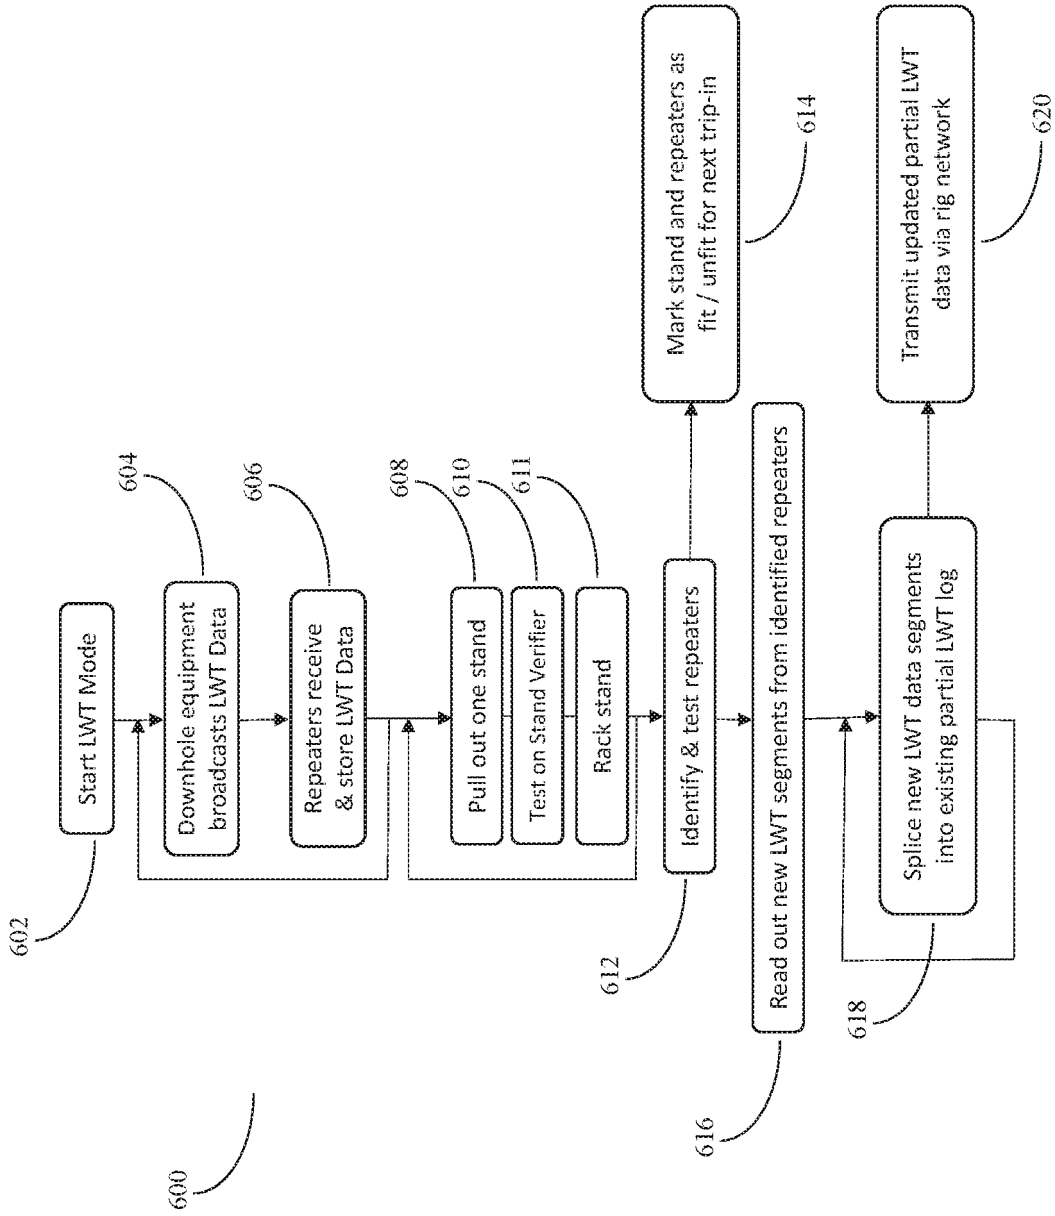 600
602
Start LWT Mode
604
Downhole equipment
broadcasts LWT Data
606
Repeaters receive
& store LWT Data
608
Pull out one stand
610
Test on Stand Verifier
611
Rack stand
612
Identify & test repeaters
614
Mark stand and repeaters as
fit / unfit for next trip-in
616
Read out new LWT segments from identified repeaters
618
Splice new LWT data segments
into existing partial LWT log
620
Transmit updated partial LWT
data via rig network